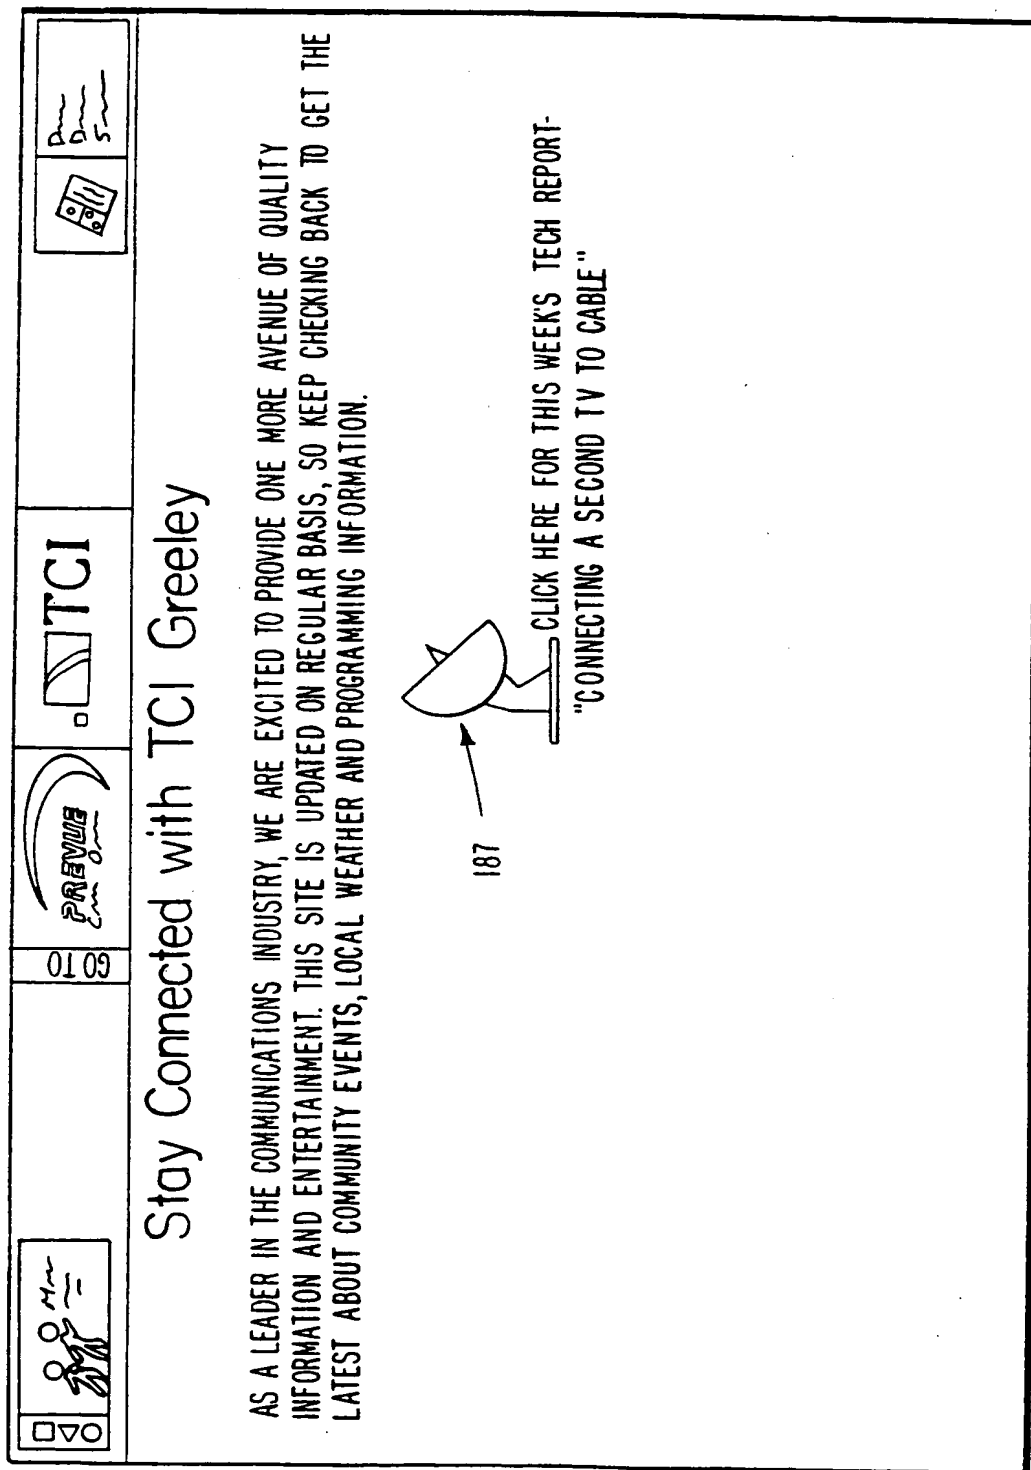 GO TO
PREVUE
TCI
Stay Connected with TCI Greeley
AS A LEADER IN THE COMMUNICATIONS INDUSTRY, WE ARE EXCITED TO PROVIDE ONE MORE AVENUE OF QUALITY
INFORMATION AND ENTERTAINMENT. THIS SITE IS UPDATED ON REGULAR BASIS, SO KEEP CHECKING BACK TO GET THE
LATEST ABOUT COMMUNITY EVENTS, LOCAL WEATHER AND PROGRAMMING INFORMATION.
187
CLICK HERE FOR THIS WEEK'S TECH REPORT-
"CONNECTING A SECOND TV TO CABLE"